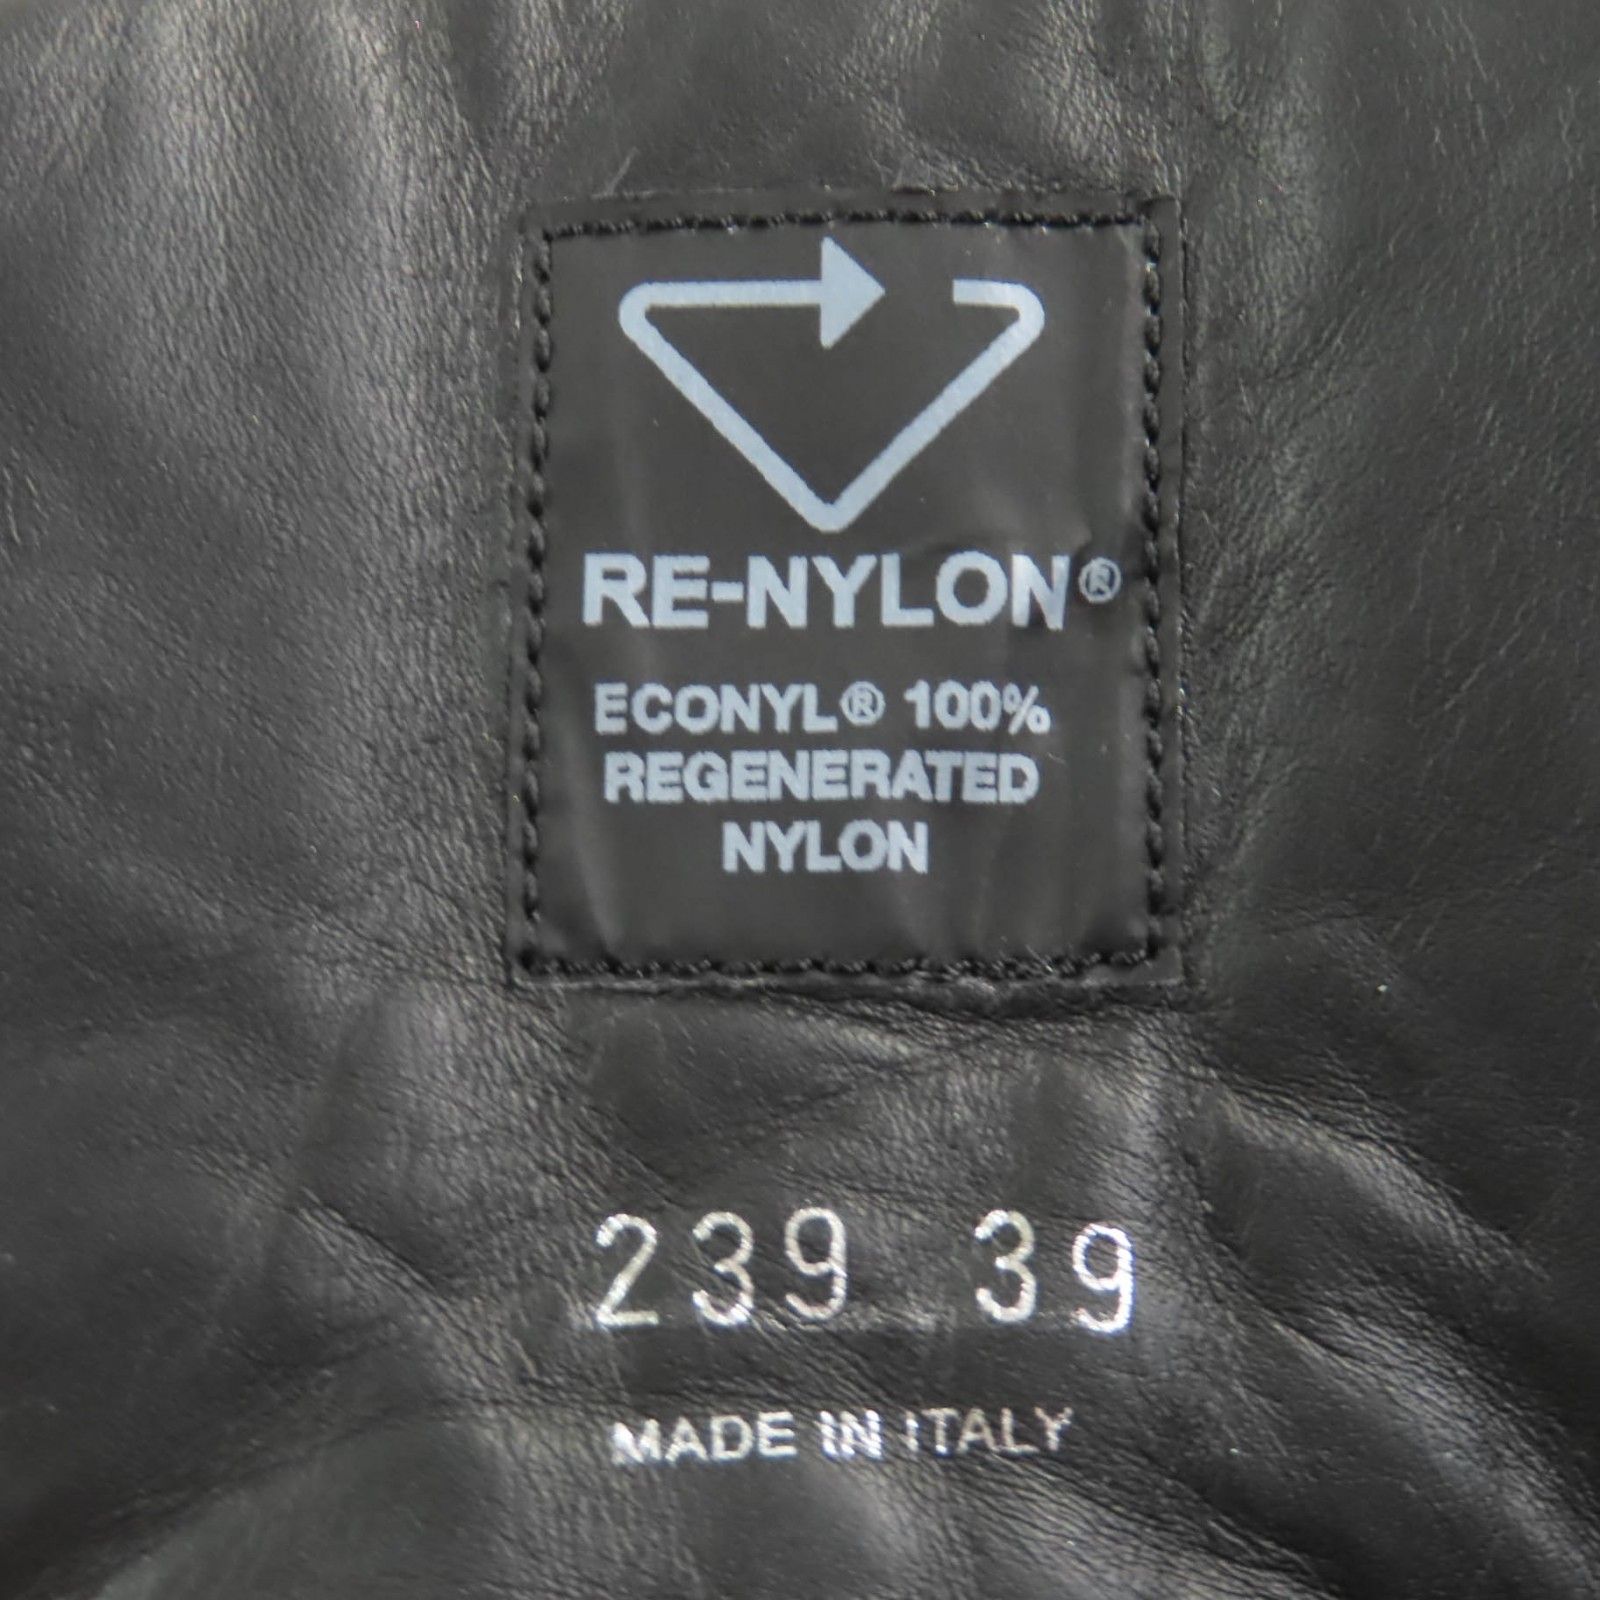 RE-NYLON®
ECONYL® 100%
REGENERATED
NYLON
239 39
MADE IN ITALY